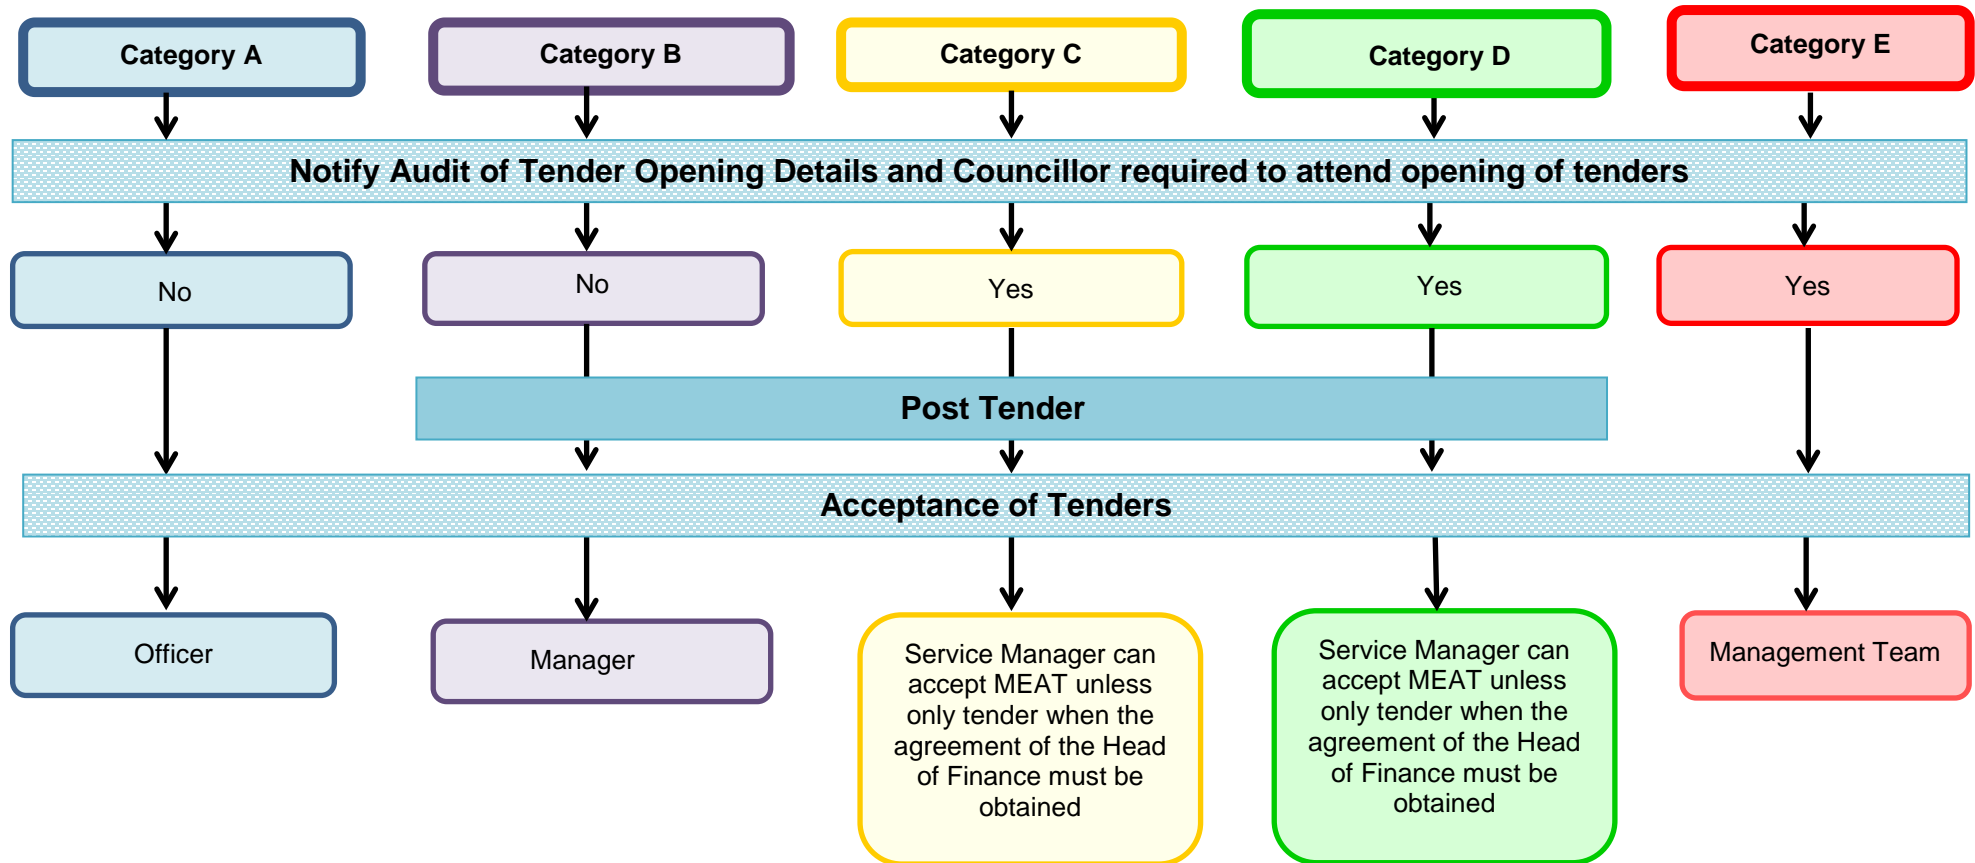 Category A
Category B
Category C
Category D
Category E
Notify Audit of Tender Opening Details and Councillor required to attend opening of tenders
No
No
Yes
Yes
Yes
Post Tender
Acceptance of Tenders
Officer
Manager
Service Manager can
accept MEAT unless
only tender when the
agreement of the Head
of Finance must be
obtained
Service Manager can
accept MEAT unless
only tender when the
agreement of the Head
of Finance must be
obtained
Management Team